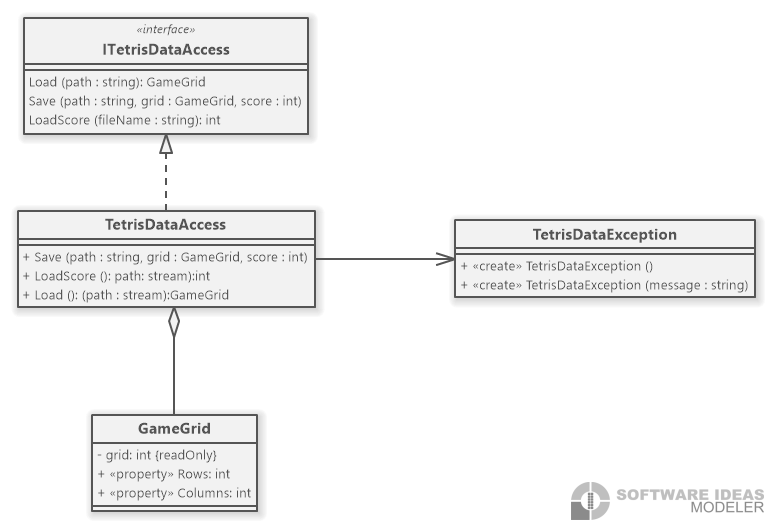 «interface»
ITetrisDataAccess
Load (path : string): GameGrid
Save (path : string, grid : GameGrid, score : int)
LoadScore (fileName : string): int
TetrisDataAccess
+ Save (path : string, grid : GameGrid, score : int)
+ LoadScore (): path: stream):int
+ Load (): (path : stream):GameGrid
TetrisDataException
+ «create» TetrisDataException ()
+ «create» TetrisDataException (message : string)
GameGrid
- grid: int {readOnly}
+ «property» Rows: int
+ «property» Columns: int
SOFTWARE IDEAS
MODELER